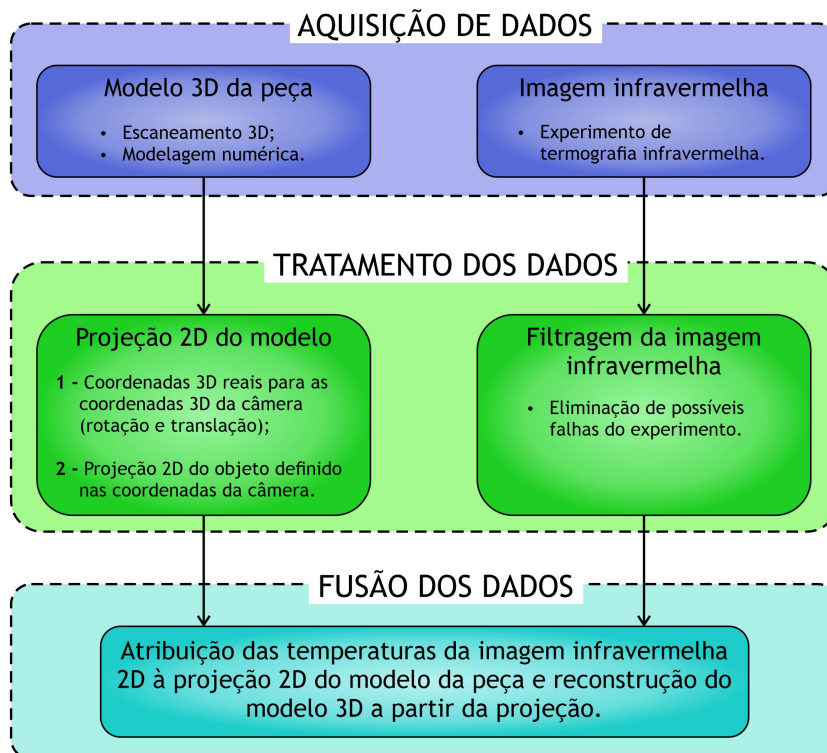 AQUISIÇÃO DE DADOS
Modelo 3D da peça
• Escaneamento 3D;
• Modelagem numérica.
Imagem infravermelha
• Experimento de
termografia infravermelha.
TRATAMENTO DOS DADOS
Projeção 2D do modelo
1 - Coordenadas 3D reais para as
coordenadas 3D da câmera
(rotação e translação);
2 - Projeção 2D do objeto definido
nas coordenadas da câmera.
Filtragem da imagem
infravermelha
• Eliminação de possíveis
falhas do experimento.
FUSÃO DOS DADOS
Atribuição das temperaturas da imagem infravermelha
2D à projeção 2D do modelo da peça e reconstrução do
modelo 3D a partir da projeção.